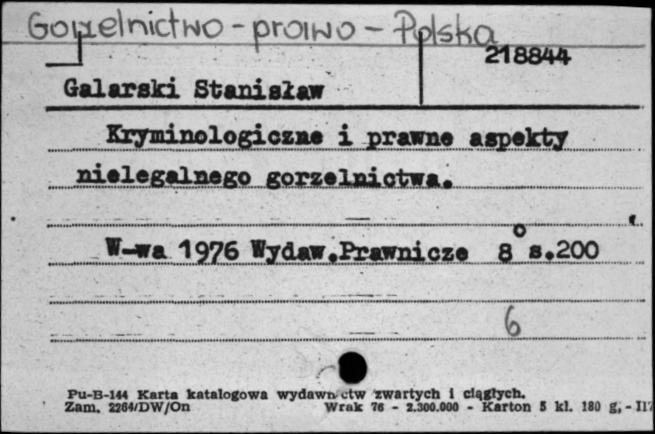 Gorzelnictwo - prawo - Polska
218844
Galarski Stanisław
Kryminologiczne i prawne aspekty
nielegalnego gorzelnictwa.
W-wa 1976 Wydaw.Prawnicze 8° s.200
6
Pu-B-144 Karta katalogowa wydawnictw zwartych i ciągłych.
Zam. 2264/DW/On Wrak 76 - 2.300.000 - Karton 5 kl. 180 g, -